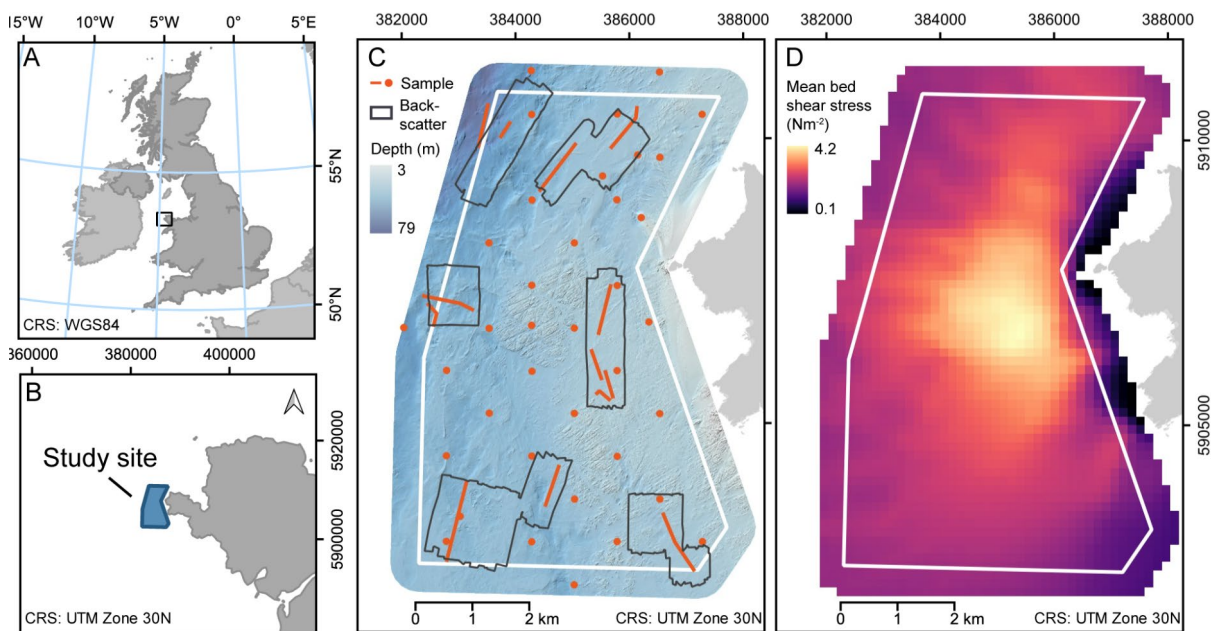 15°W 10°W 5°W 0° 5°E
A
55°N
50°N
CRS: WGS84
360000 380000 400000
B
Study site
5920000
5900000
CRS: UTM Zone 30N
382000 384000 386000 388000
C
Sample
Back-
scatter
Depth (m)
3
79
0 1 2 km
CRS: UTM Zone 30N
382000 384000 386000 388000
D
Mean bed
shear stress
(Nm⁻²)
4.2
0.1
5910000
5905000
0 1 2 km
CRS: UTM Zone 30N